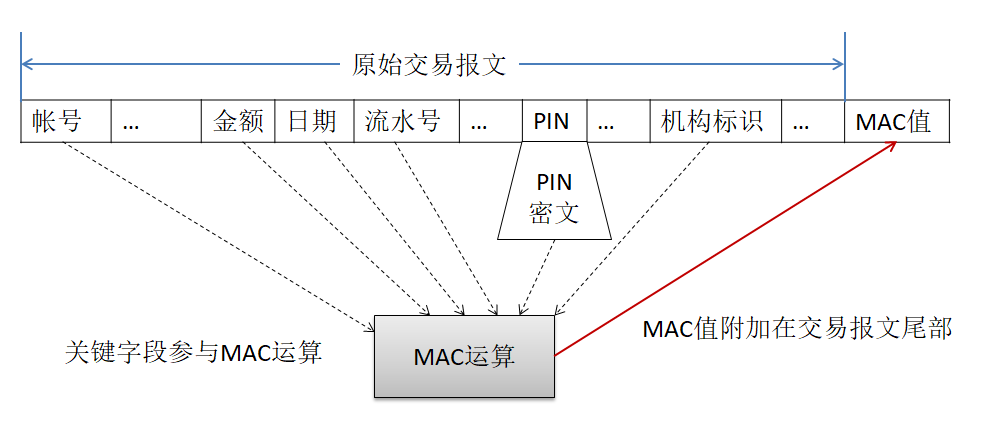 原始交易报文
帐号 … 金额 日期 流水号 … PIN … 机构标识 … MAC值
PIN
密文
MAC值附加在交易报文尾部
关键字段参与MAC运算
MAC运算